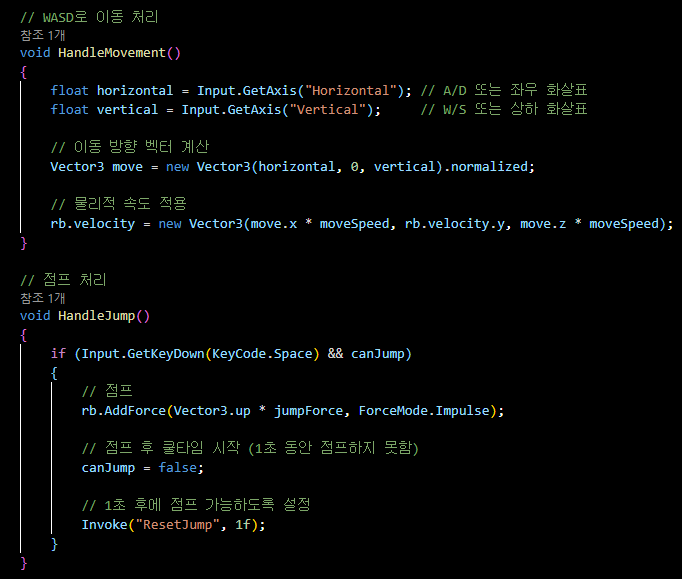 // WASD로 이동 처리
참조 1개
void HandleMovement()
{
float horizontal = Input.GetAxis("Horizontal"); // A/D 또는 좌우 화살표
float vertical = Input.GetAxis("Vertical"); // W/S 또는 상하 화살표
// 이동 방향 벡터 계산
Vector3 move = new Vector3(horizontal, 0, vertical).normalized;
// 물리적 속도 적용
rb.velocity = new Vector3(move.x * moveSpeed, rb.velocity.y, move.z * moveSpeed);
}
// 점프 처리
참조 1개
void HandleJump()
{
if (Input.GetKeyDown(KeyCode.Space) && canJump)
{
// 점프
rb.AddForce(Vector3.up * jumpForce, ForceMode.Impulse);
// 점프 후 쿨타임 시작 (1초 동안 점프하지 못함)
canJump = false;
// 1초 후에 점프 가능하도록 설정
Invoke("ResetJump", 1f);
}
}